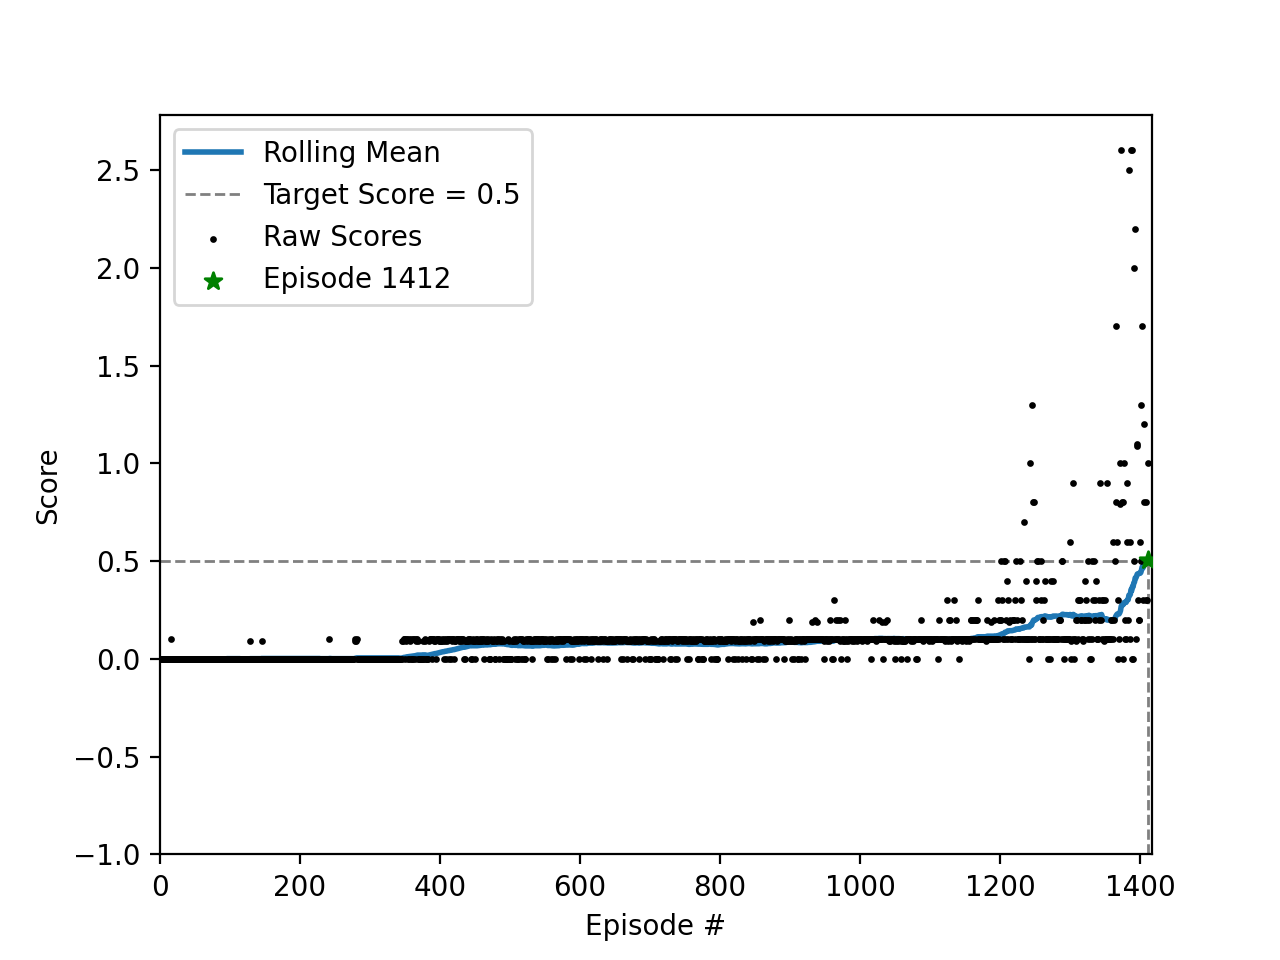 Rolling Mean
Target Score = 0.5
Raw Scores
Episode 1412
2.5
2.0
1.5
1.0
0.5
0.0
−0.5
−1.0
Score
0 200 400 600 800 1000 1200 1400
Episode #